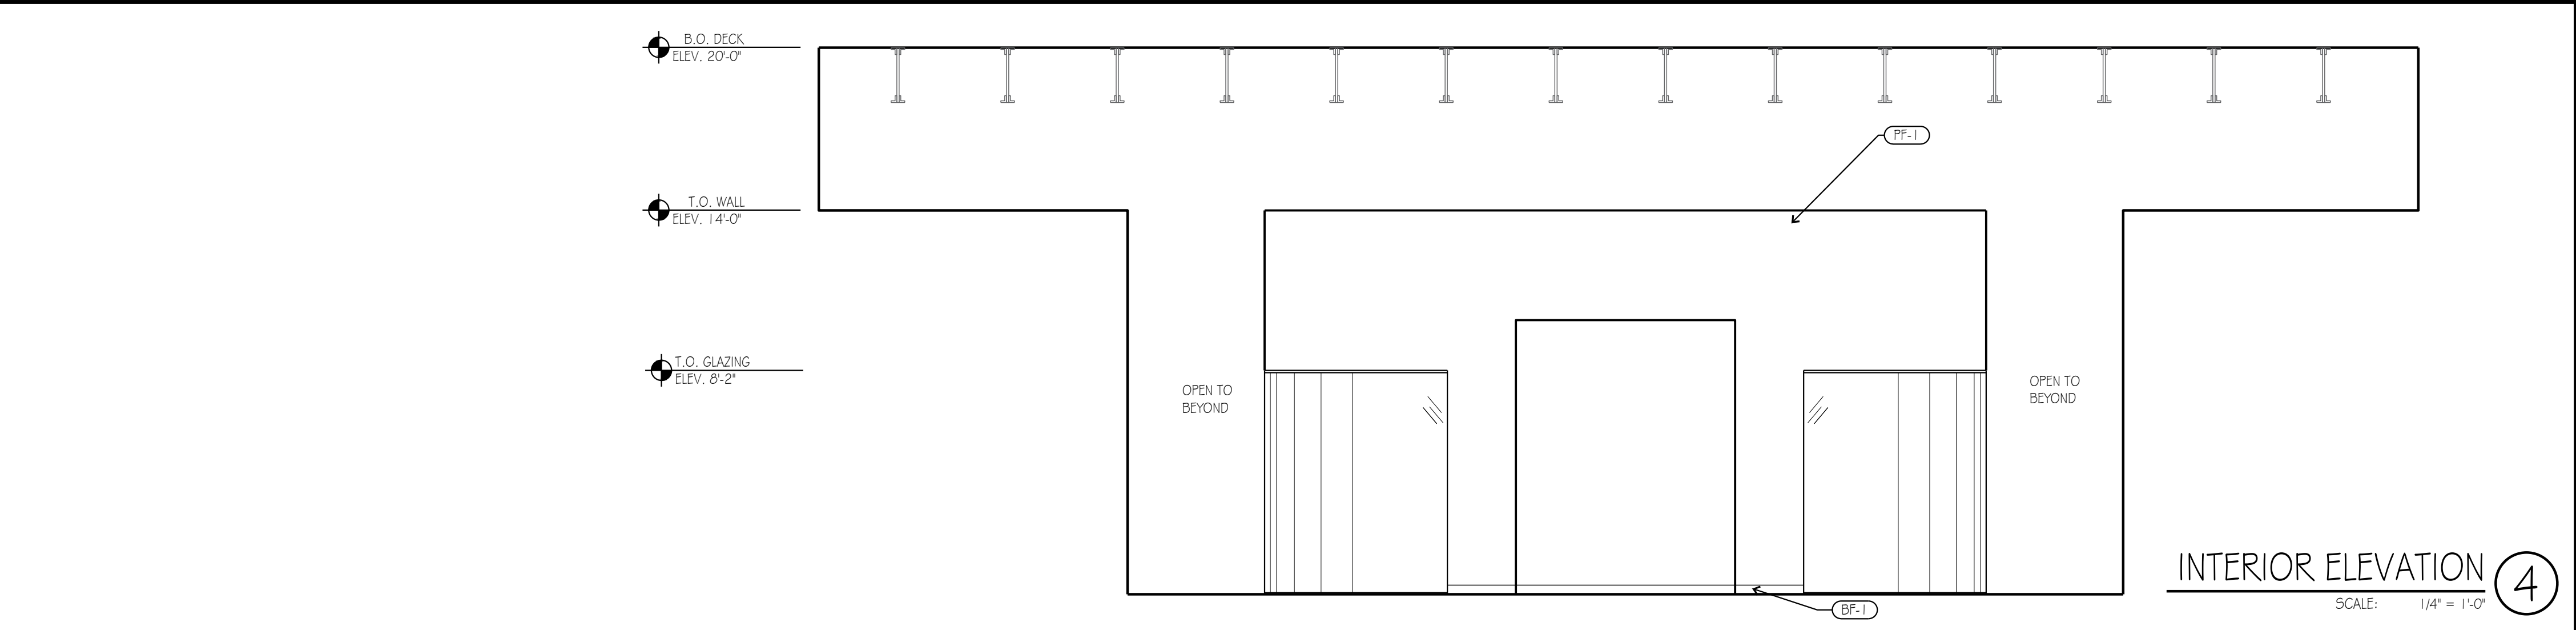 B.O. DECK
ELEV. 20'-0"
PF-1
T.O. WALL
ELEV. 14'-0"
T.O. GLAZING
ELEV. 8'-2"
OPEN TO
BEYOND
OPEN TO
BEYOND
INTERIOR ELEVATION
4
SCALE: 1/4" = 1'-0"
BF-1